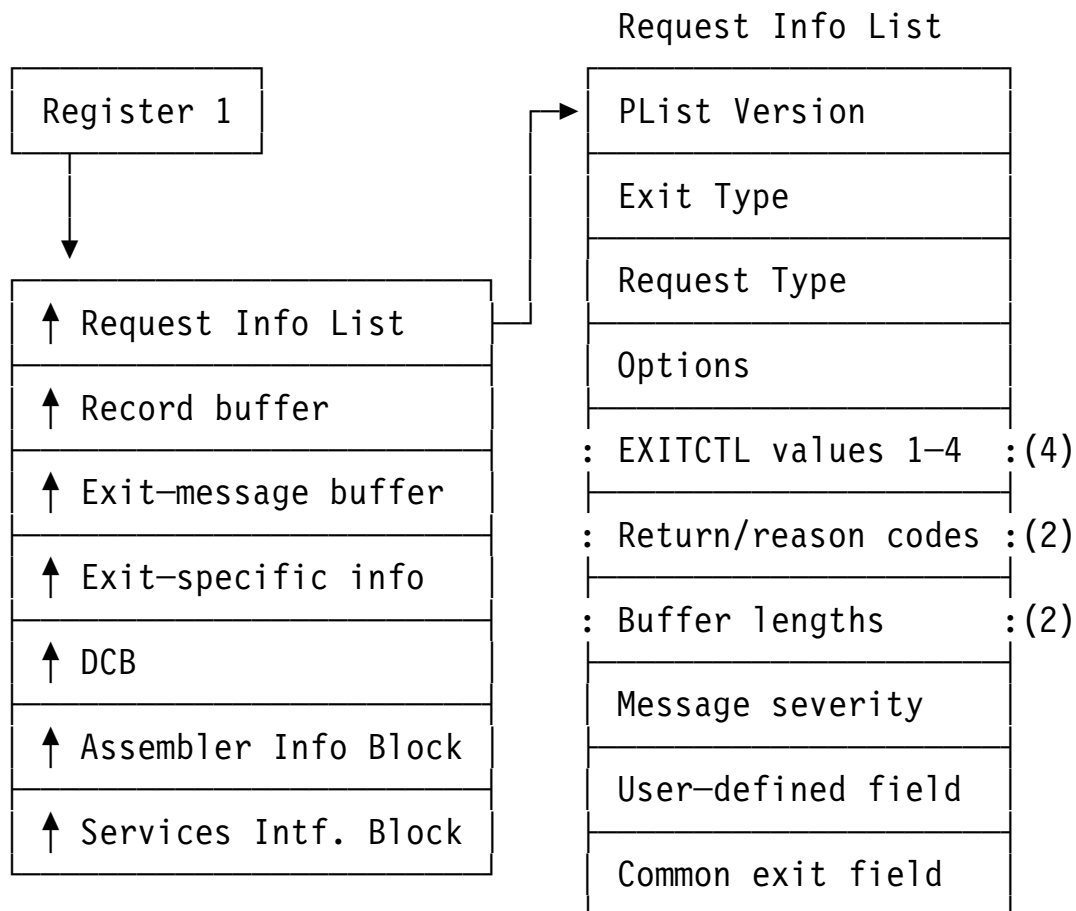 Request Info List
Register 1
↑ Request Info List
↑ Record buffer
↑ Exit–message buffer
↑ Exit–specific info
↑ DCB
↑ Assembler Info Block
↑ Services Intf. Block
PList Version
Exit Type
Request Type
Options
: EXITCTL values 1–4 :(4)
: Return/reason codes :(2)
: Buffer lengths :(2)
Message severity
User–defined field
Common exit field